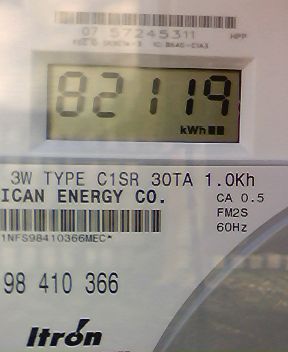 07 57245311 HPP
82119
kWh
3W TYPE C1SR 30TA 1.0Kh
ICAN ENERGY CO.
CA 0.5
FM2S
60Hz
1NFS98410366MEC*
98 410 366
Itron